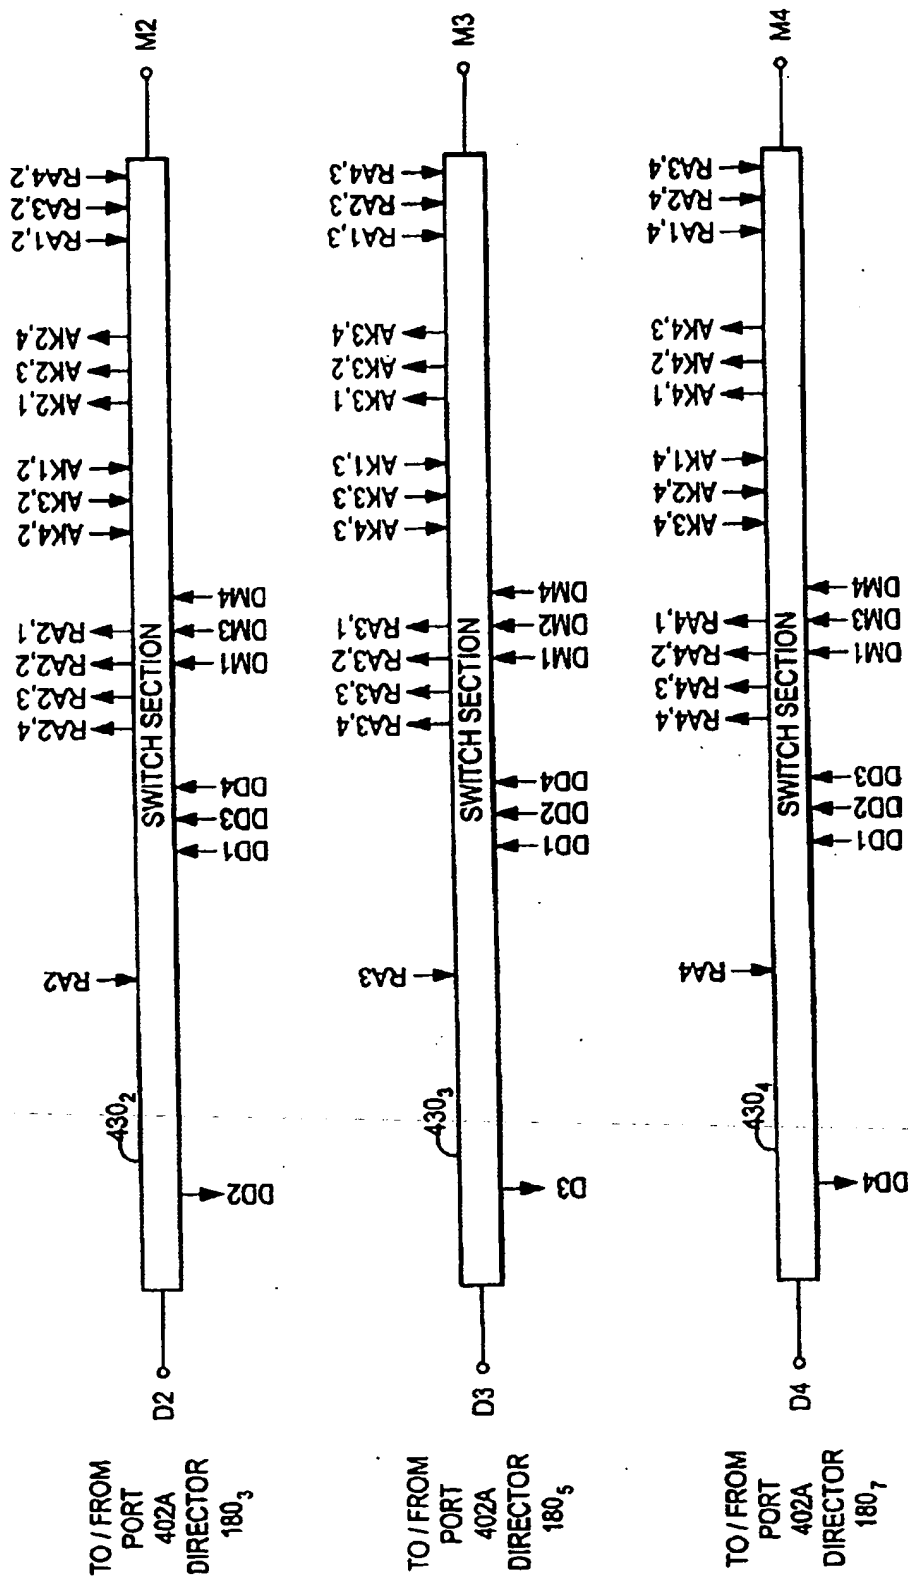 M2
RA4,2
RA3,2
RA1,2
AK2,4
AK2,3
AK2,1
AK1,2
AK3,2
AK4,2
DM4
DM3
DM1
RA2,1
RA2,2
RA2,3
RA2,4
SWITCH SECTION
DD4
DD3
DD1
RA2
430₂
DD2
D2
TO / FROM
PORT
402A
DIRECTOR
180₃
M3
RA4,3
RA2,3
RA1,3
AK3,4
AK3,2
AK3,1
AK1,3
AK3,3
AK4,3
DM4
DM2
DM1
RA3,1
RA3,2
RA3,3
RA3,4
SWITCH SECTION
DD4
DD2
DD1
RA3
430₃
D3
D3
TO / FROM
PORT
402A
DIRECTOR
180₅
M4
RA3,4
RA2,4
RA1,4
AK4,3
AK4,2
AK4,1
AK1,4
AK2,4
AK3,4
DM4
DM3
DM1
RA4,1
RA4,2
RA4,3
RA4,4
SWITCH SECTION
DD3
DD2
DD1
RA4
430₄
DD4
D4
TO / FROM
PORT
402A
DIRECTOR
180₇